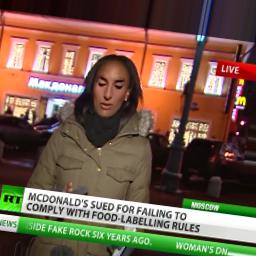 LIVE
Макдоналдс
MOSCOW
RT
MCDONALD'S SUED FOR FAILING TO
COMPLY WITH FOOD-LABELLING RULES
NEWS
SIDE FAKE ROCK SIX YEARS AGO.
WOMAN'S